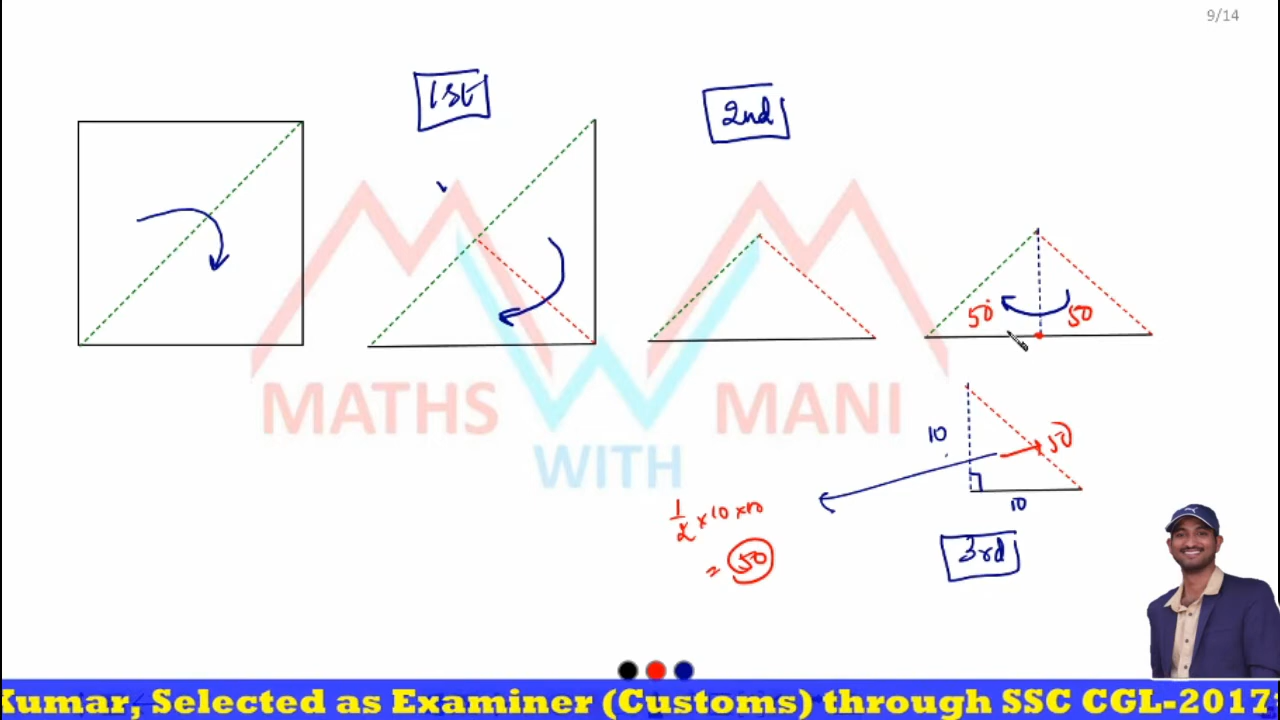 9/14
1st
2nd
50
50
10
50
10
1/2 × 10 × 10
= 50
3rd
MATHS
WITH
MANI
Kumar, Selected as Examiner (Customs) through SSC CGL-2017